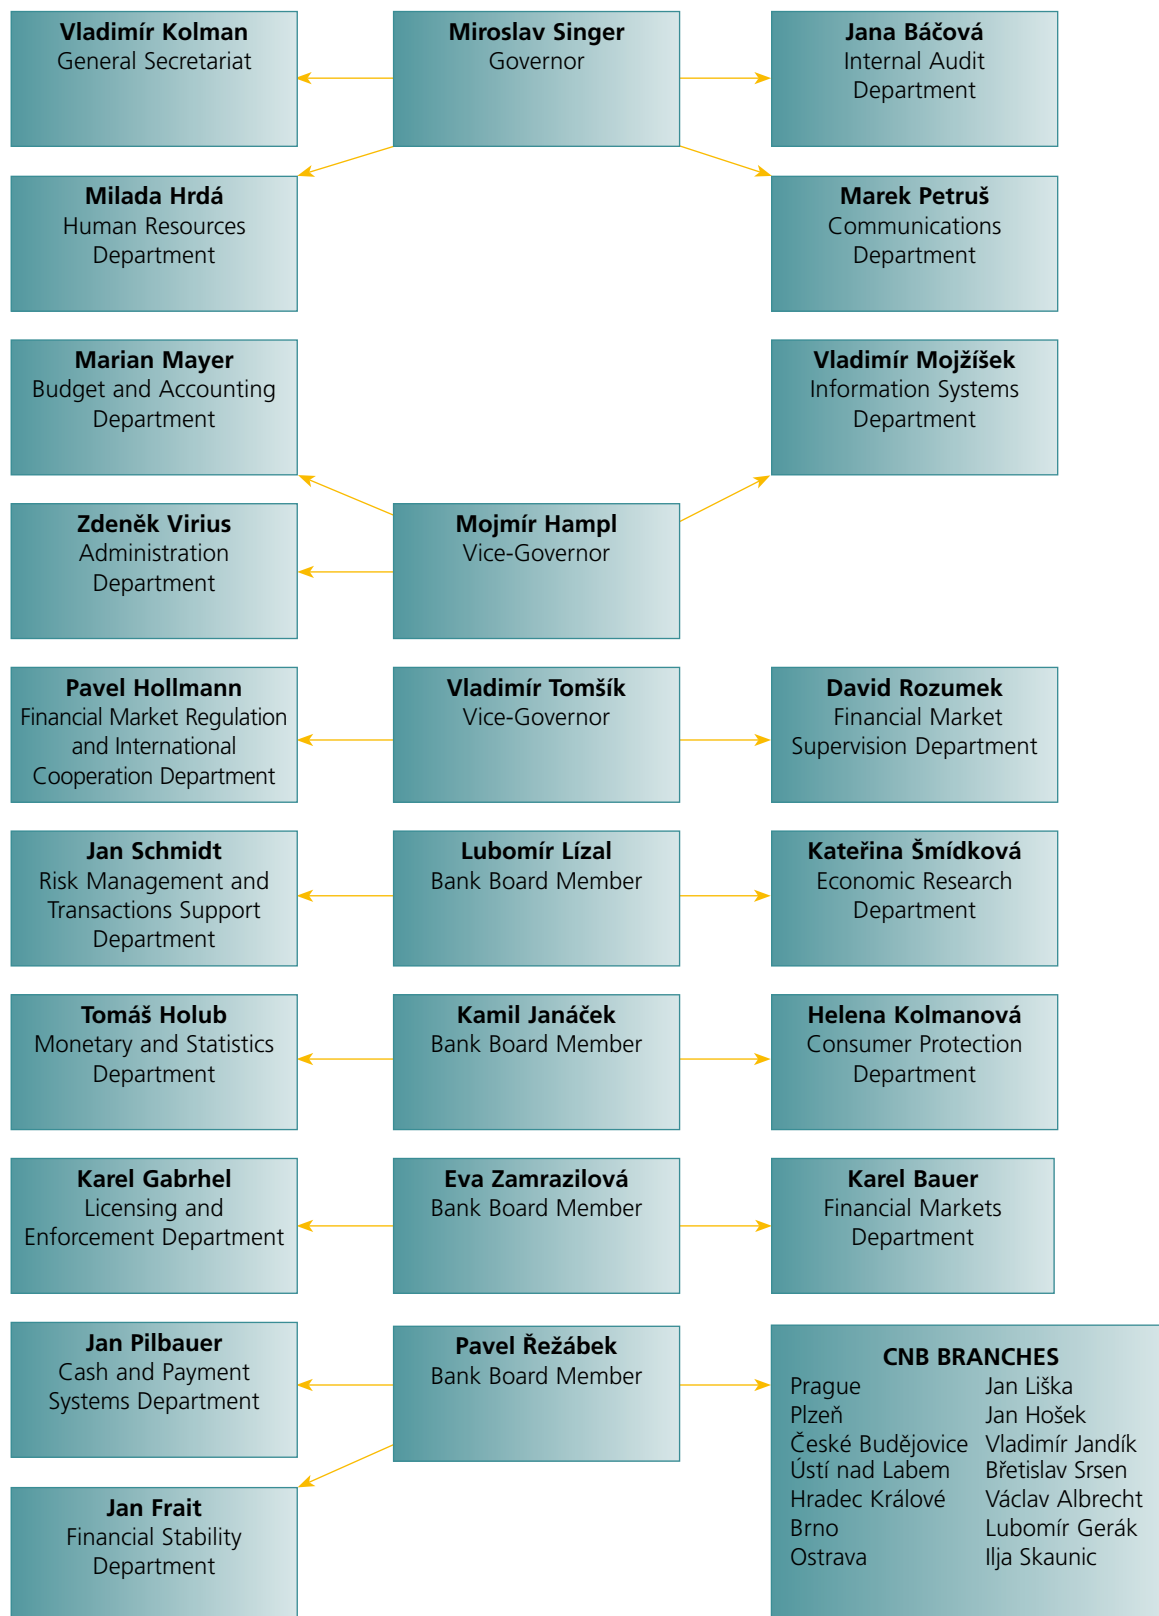 Vladimír Kolman
General Secretariat
Miroslav Singer
Governor
Jana Báčová
Internal Audit
Department
Milada Hrdá
Human Resources
Department
Marek Petruš
Communications
Department
Marian Mayer
Budget and Accounting
Department
Vladimír Mojžíšek
Information Systems
Department
Zdeněk Virius
Administration
Department
Mojmír Hampl
Vice-Governor
Pavel Hollmann
Financial Market Regulation
and International
Cooperation Department
Vladimír Tomšík
Vice-Governor
David Rozumek
Financial Market
Supervision Department
Jan Schmidt
Risk Management and
Transactions Support
Department
Lubomír Lízal
Bank Board Member
Kateřina Šmídková
Economic Research
Department
Tomáš Holub
Monetary and Statistics
Department
Kamil Janáček
Bank Board Member
Helena Kolmanová
Consumer Protection
Department
Karel Gabrhel
Licensing and
Enforcement Department
Eva Zamrazilová
Bank Board Member
Karel Bauer
Financial Markets
Department
Jan Pilbauer
Cash and Payment
Systems Department
Pavel Řežábek
Bank Board Member
CNB BRANCHES
Prague Jan Liška
Plzeň Jan Hošek
České Budějovice Vladimír Jandík
Ústí nad Labem Břetislav Srsen
Hradec Králové Václav Albrecht
Brno Lubomír Gerák
Ostrava Ilja Skaunic
Jan Frait
Financial Stability
Department